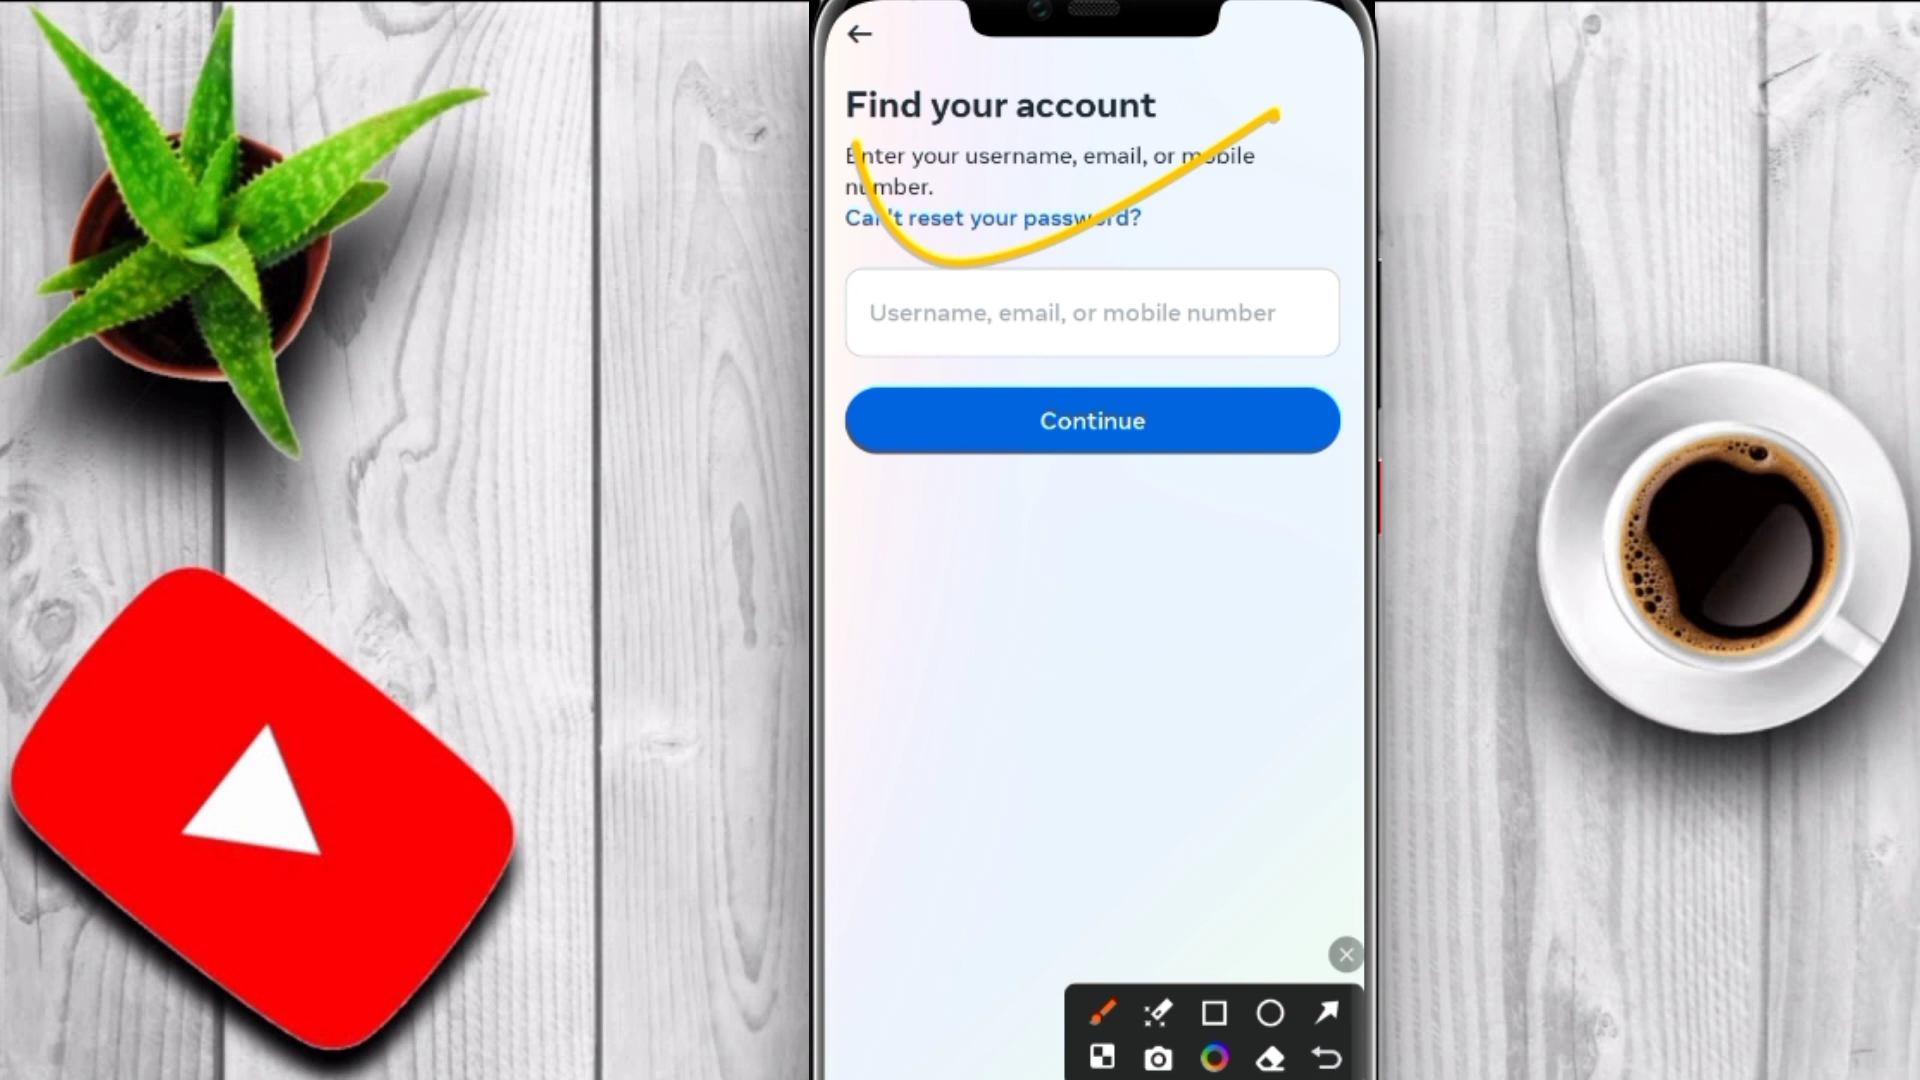 Find your account
Enter your username, email, or mobile
number.
Can't reset your password?
Username, email, or mobile number
Continue